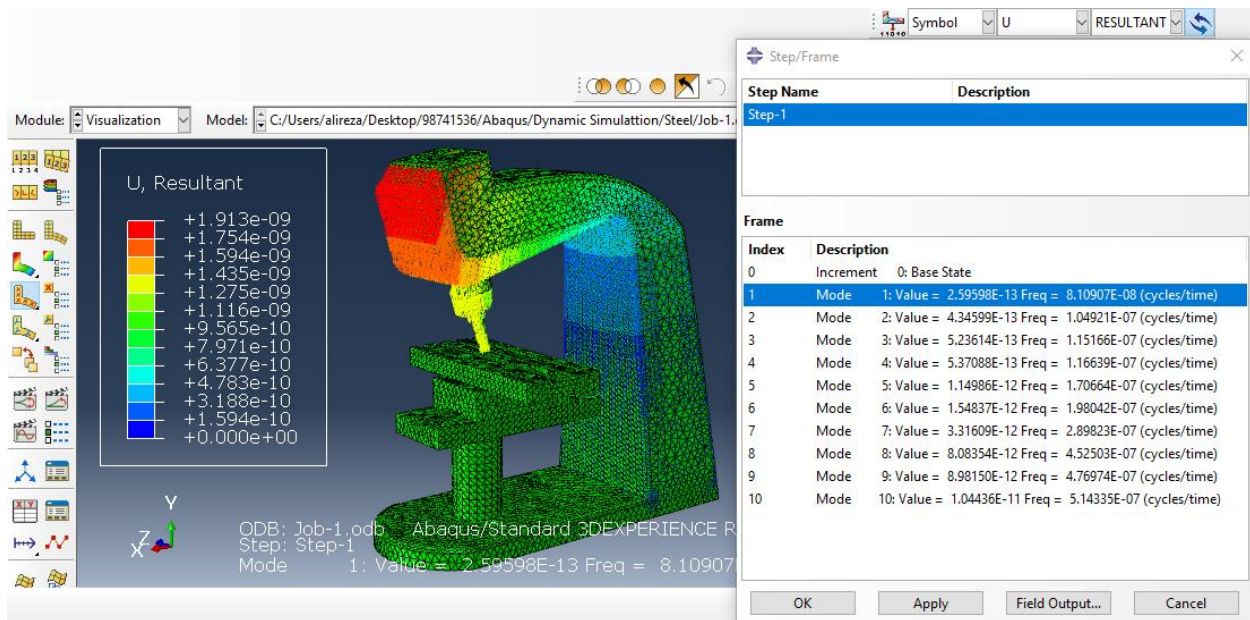 Symbol U RESULTANT
Step/Frame
Step Name Description
Step-1
Module: Visualization Model: C:/Users/alireza/Desktop/98741536/Abaqus/Dynamic Simulattion/Steel/Job-1.
U, Resultant
+1.913e-09
+1.754e-09
+1.594e-09
+1.435e-09
+1.275e-09
+1.116e-09
+9.565e-10
+7.971e-10
+6.377e-10
+4.783e-10
+3.188e-10
+1.594e-10
+0.000e+00
Y
Z
X
ODB: Job-1.odb Abaqus/Standard 3DEXPERIENCE R
Step: Step-1
Mode 1: Value = 2.59598E-13 Freq = 8.10907
Frame
Index Description
0 Increment 0: Base State
1 Mode 1: Value = 2.59598E-13 Freq = 8.10907E-08 (cycles/time)
2 Mode 2: Value = 4.34599E-13 Freq = 1.04921E-07 (cycles/time)
3 Mode 3: Value = 5.23614E-13 Freq = 1.15166E-07 (cycles/time)
4 Mode 4: Value = 5.37088E-13 Freq = 1.16639E-07 (cycles/time)
5 Mode 5: Value = 1.14986E-12 Freq = 1.70664E-07 (cycles/time)
6 Mode 6: Value = 1.54837E-12 Freq = 1.98042E-07 (cycles/time)
7 Mode 7: Value = 3.31609E-12 Freq = 2.89823E-07 (cycles/time)
8 Mode 8: Value = 8.08354E-12 Freq = 4.52503E-07 (cycles/time)
9 Mode 9: Value = 8.98150E-12 Freq = 4.76974E-07 (cycles/time)
10 Mode 10: Value = 1.04436E-11 Freq = 5.14335E-07 (cycles/time)
OK Apply Field Output... Cancel